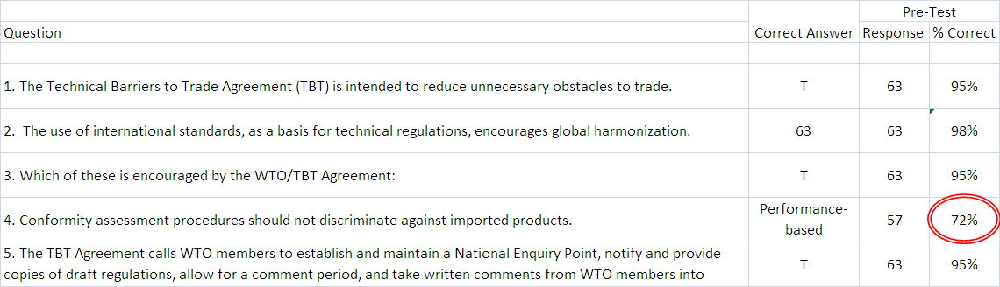 Pre-Test
Question Correct Answer Response % Correct
1. The Technical Barriers to Trade Agreement (TBT) is intended to reduce unnecessary obstacles to trade. T 63 95%
2.  The use of international standards, as a basis for technical regulations, encourages global harmonization. 63 63 98%
3. Which of these is encouraged by the WTO/TBT Agreement: T 63 95%
4. Conformity assessment procedures should not discriminate against imported products. Performance-based 57 72%
5. The TBT Agreement calls WTO members to establish and maintain a National Enquiry Point, notify and provide
copies of draft regulations, allow for a comment period, and take written comments from WTO members into T 63 95%